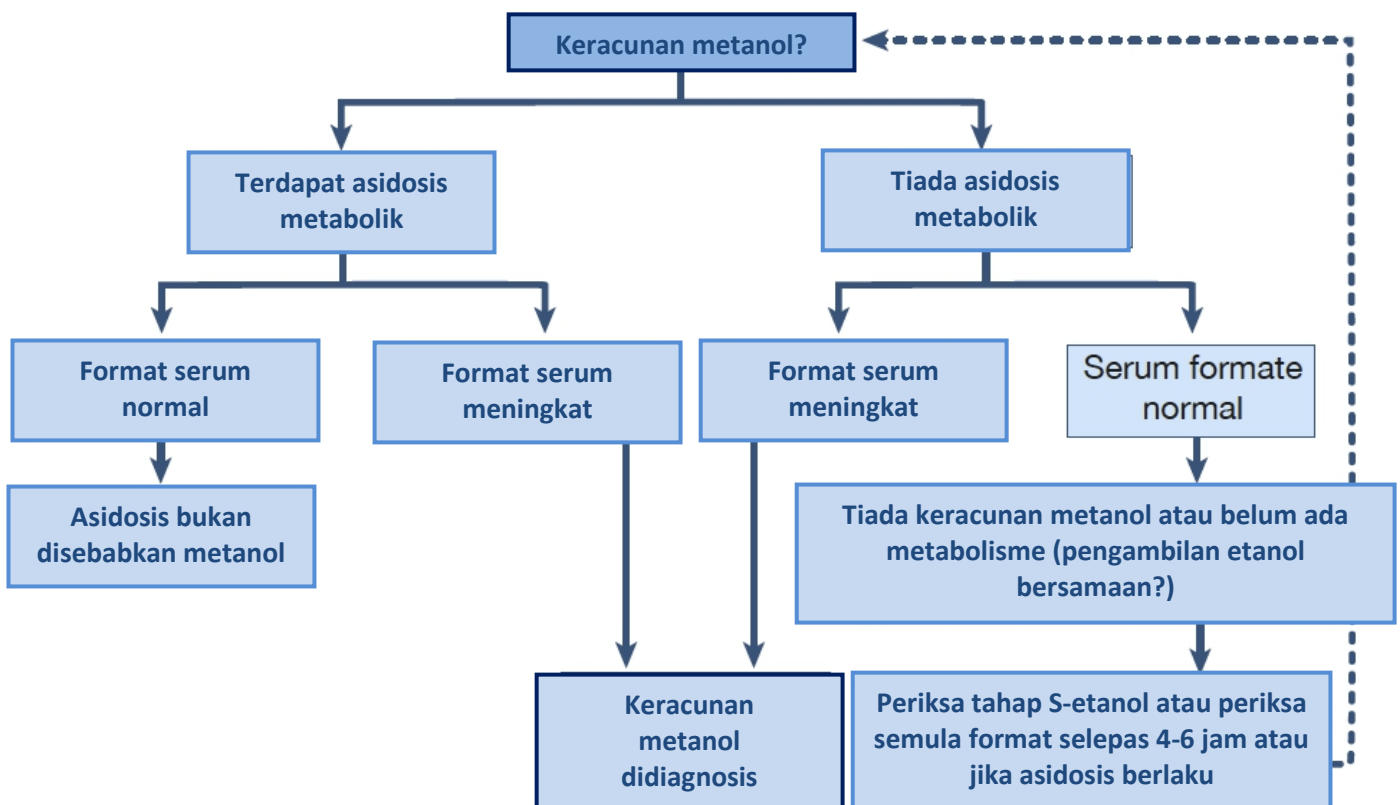 Keracunan metanol?
Terdapat asidosis
metabolik
Tiada asidosis
metabolik
Format serum
normal
Format serum
meningkat
Format serum
meningkat
Serum formate
normal
Asidosis bukan
disebabkan metanol
Tiada keracunan metanol atau belum ada
metabolisme (pengambilan etanol
bersamaan?)
Keracunan
metanol
didiagnosis
Periksa tahap S-etanol atau periksa
semula format selepas 4-6 jam atau
jika asidosis berlaku